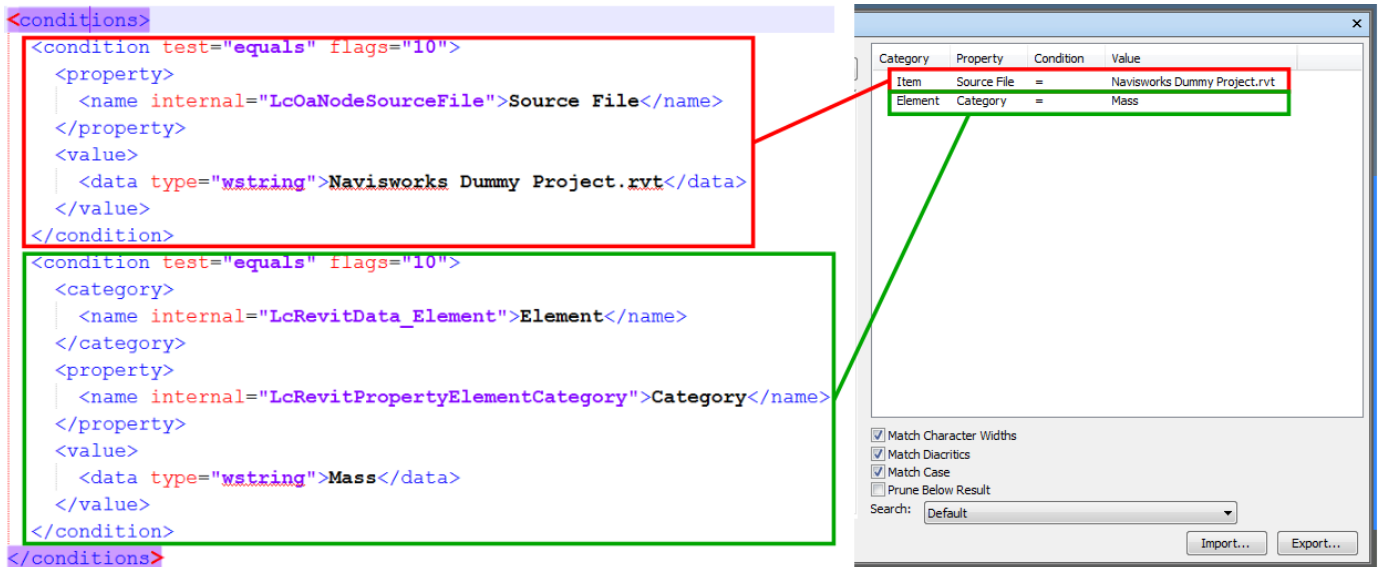 <conditions>
<condition test="equals" flags="10">
<property>
<name internal="LcOaNodeSourceFile">Source File</name>
</property>
<value>
<data type="wstring">Navisworks Dummy Project.rvt</data>
</value>
</condition>
<condition test="equals" flags="10">
<category>
<name internal="LcRevitData_Element">Element</name>
</category>
<property>
<name internal="LcRevitPropertyElementCategory">Category</name>
</property>
<value>
<data type="wstring">Mass</data>
</value>
</condition>
</conditions>
Category Property Condition Value
Item Source File = Navisworks Dummy Project.rvt
Element Category = Mass
Match Character Widths
Match Diacritics
Match Case
Prune Below Result
Search: Default
Import... Export...